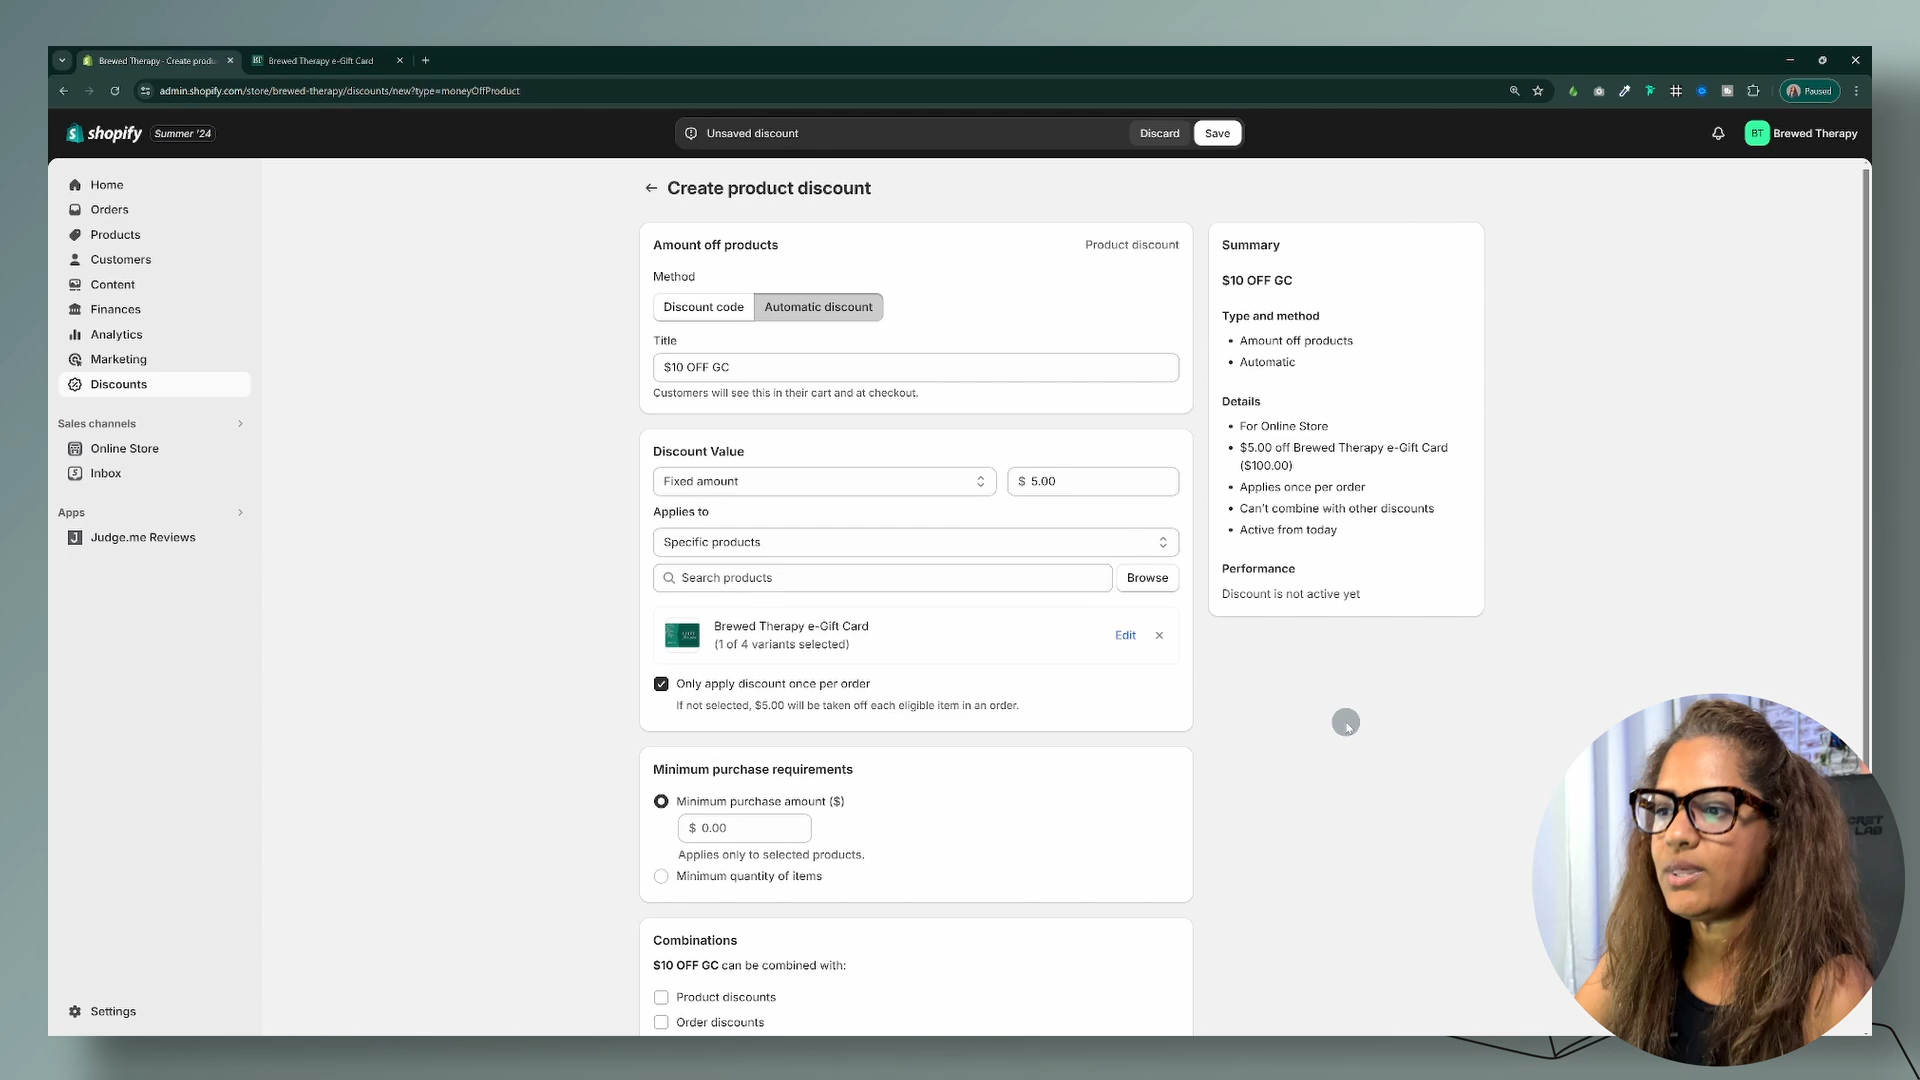 Brewed Therapy - Create produ
Brewed Therapy e-Gift Card
admin.shopify.com/store/brewed-therapy/discounts/new?type=moneyOffProduct
Paused
shopify
Summer '24
Unsaved discount
Discard
Save
BT
Brewed Therapy
Home
Orders
Products
Customers
Content
Finances
Analytics
Marketing
Discounts
Sales channels
Online Store
Inbox
Apps
Judge.me Reviews
Settings
Create product discount
Amount off products
Product discount
Method
Discount code
Automatic discount
Title
$10 OFF GC
Customers will see this in their cart and at checkout.
Discount Value
Fixed amount
$ 5.00
Applies to
Specific products
Search products
Browse
Brewed Therapy e-Gift Card
(1 of 4 variants selected)
Edit
Only apply discount once per order
If not selected, $5.00 will be taken off each eligible item in an order.
Minimum purchase requirements
Minimum purchase amount ($)
$ 0.00
Applies only to selected products.
Minimum quantity of items
Combinations
$10 OFF GC can be combined with:
Product discounts
Order discounts
Summary
$10 OFF GC
Type and method
• Amount off products
• Automatic
Details
• For Online Store
• $5.00 off Brewed Therapy e-Gift Card
($100.00)
• Applies once per order
• Can't combine with other discounts
• Active from today
Performance
Discount is not active yet
LAB